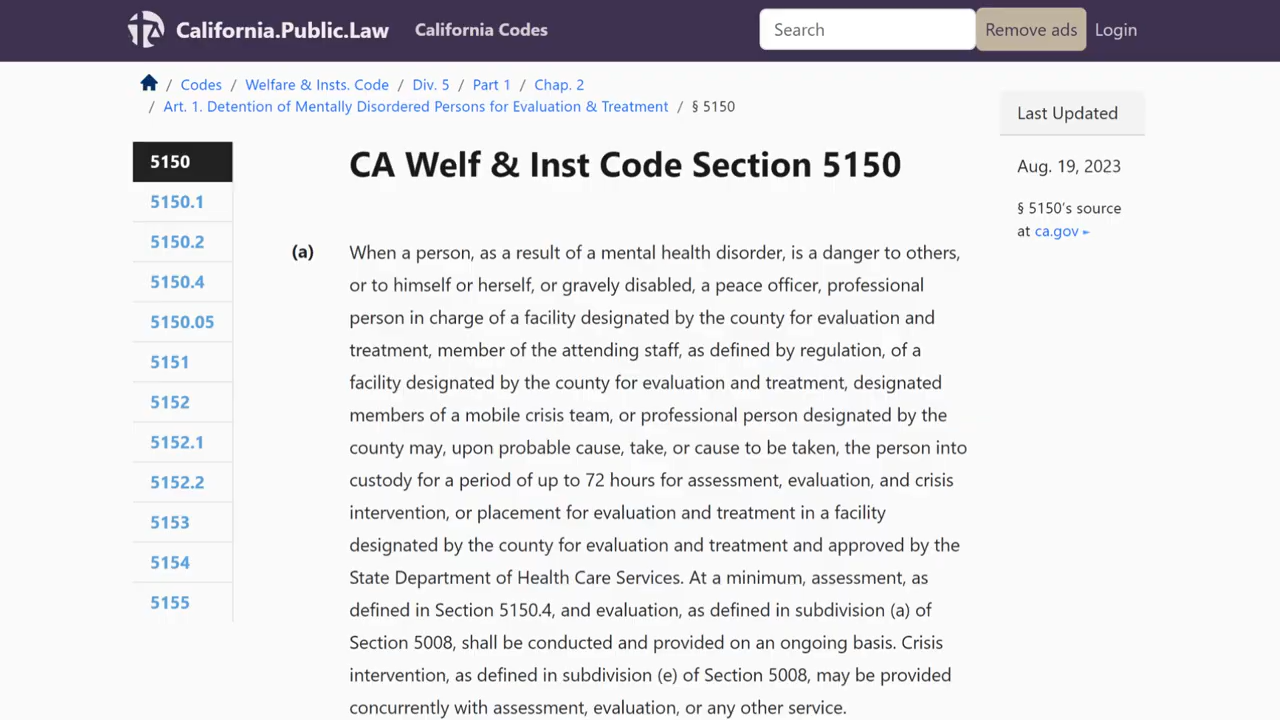 California.Public.Law
California Codes
Search
Remove ads
Login
/ Codes / Welfare & Insts. Code / Div. 5 / Part 1 / Chap. 2
/ Art. 1. Detention of Mentally Disordered Persons for Evaluation & Treatment / § 5150
Last Updated
Aug. 19, 2023
§ 5150's source
at ca.gov ►
5150
5150.1
5150.2
5150.4
5150.05
5151
5152
5152.1
5152.2
5153
5154
5155
CA Welf & Inst Code Section 5150
(a) When a person, as a result of a mental health disorder, is a danger to others,
or to himself or herself, or gravely disabled, a peace officer, professional
person in charge of a facility designated by the county for evaluation and
treatment, member of the attending staff, as defined by regulation, of a
facility designated by the county for evaluation and treatment, designated
members of a mobile crisis team, or professional person designated by the
county may, upon probable cause, take, or cause to be taken, the person into
custody for a period of up to 72 hours for assessment, evaluation, and crisis
intervention, or placement for evaluation and treatment in a facility
designated by the county for evaluation and treatment and approved by the
State Department of Health Care Services. At a minimum, assessment, as
defined in Section 5150.4, and evaluation, as defined in subdivision (a) of
Section 5008, shall be conducted and provided on an ongoing basis. Crisis
intervention, as defined in subdivision (e) of Section 5008, may be provided
concurrently with assessment, evaluation, or any other service.